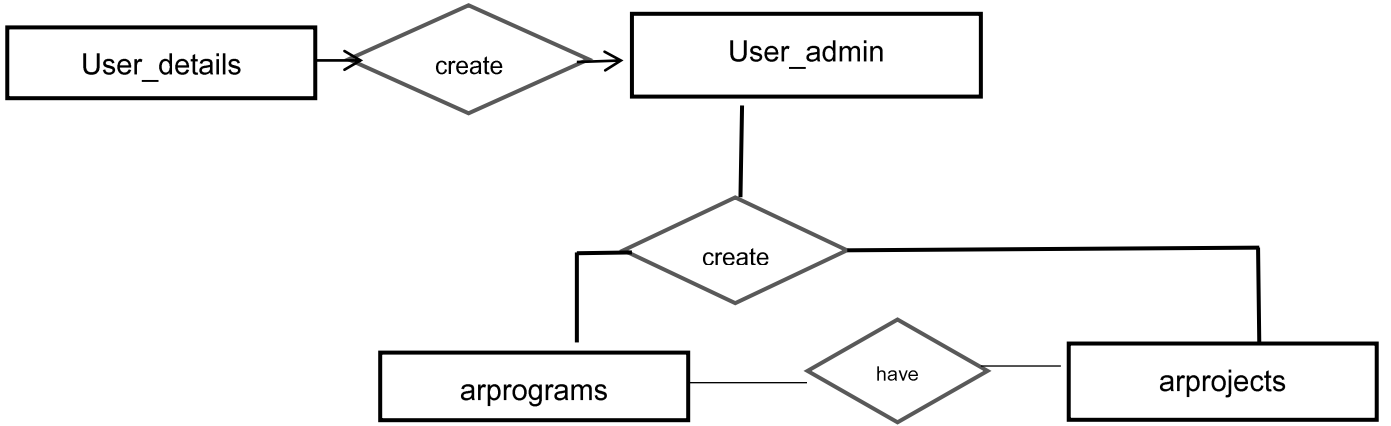 User_details
create
User_admin
create
have
arprograms
arprojects